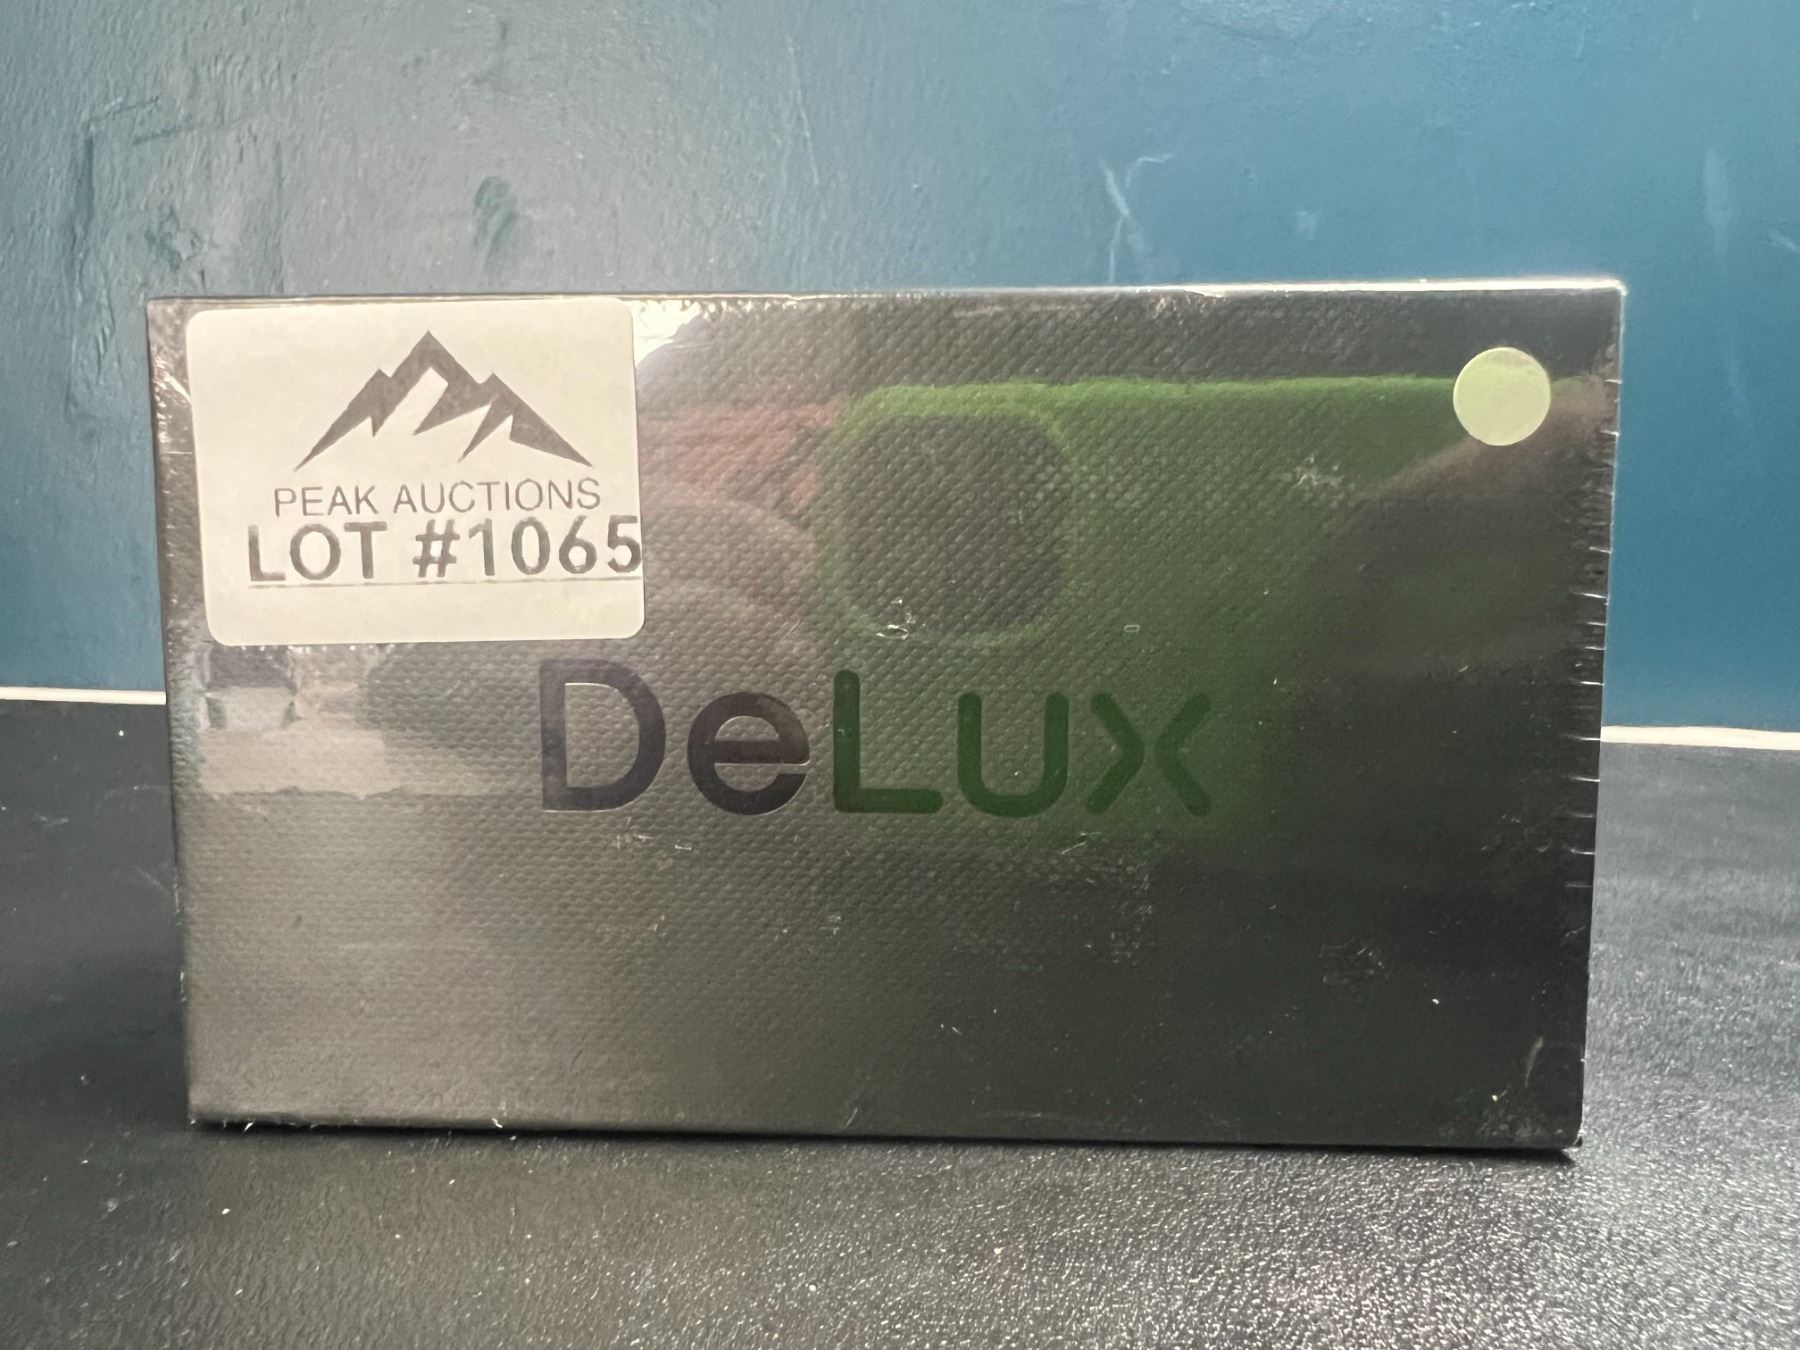 PEAK AUCTIONS
LOT #1065
DeLux